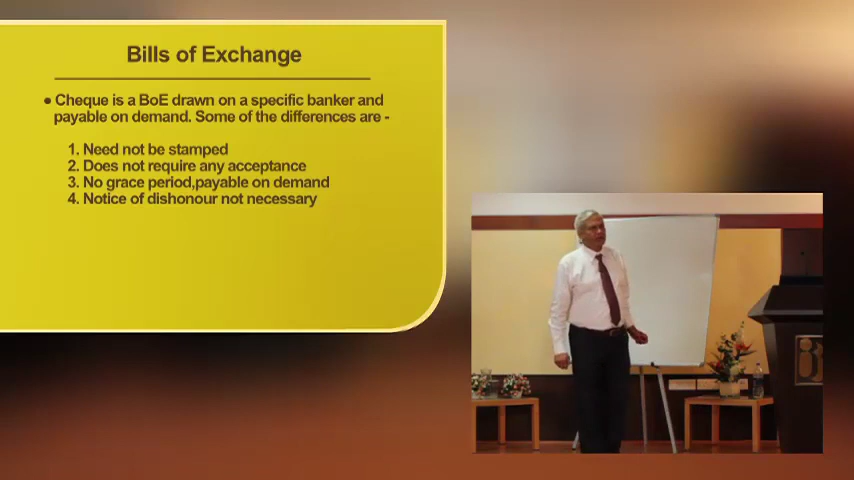 Bills of Exchange
● Cheque is a BoE drawn on a specific banker and
payable on demand. Some of the differences are -
1. Need not be stamped
2. Does not require any acceptance
3. No grace period,payable on demand
4. Notice of dishonour not necessary